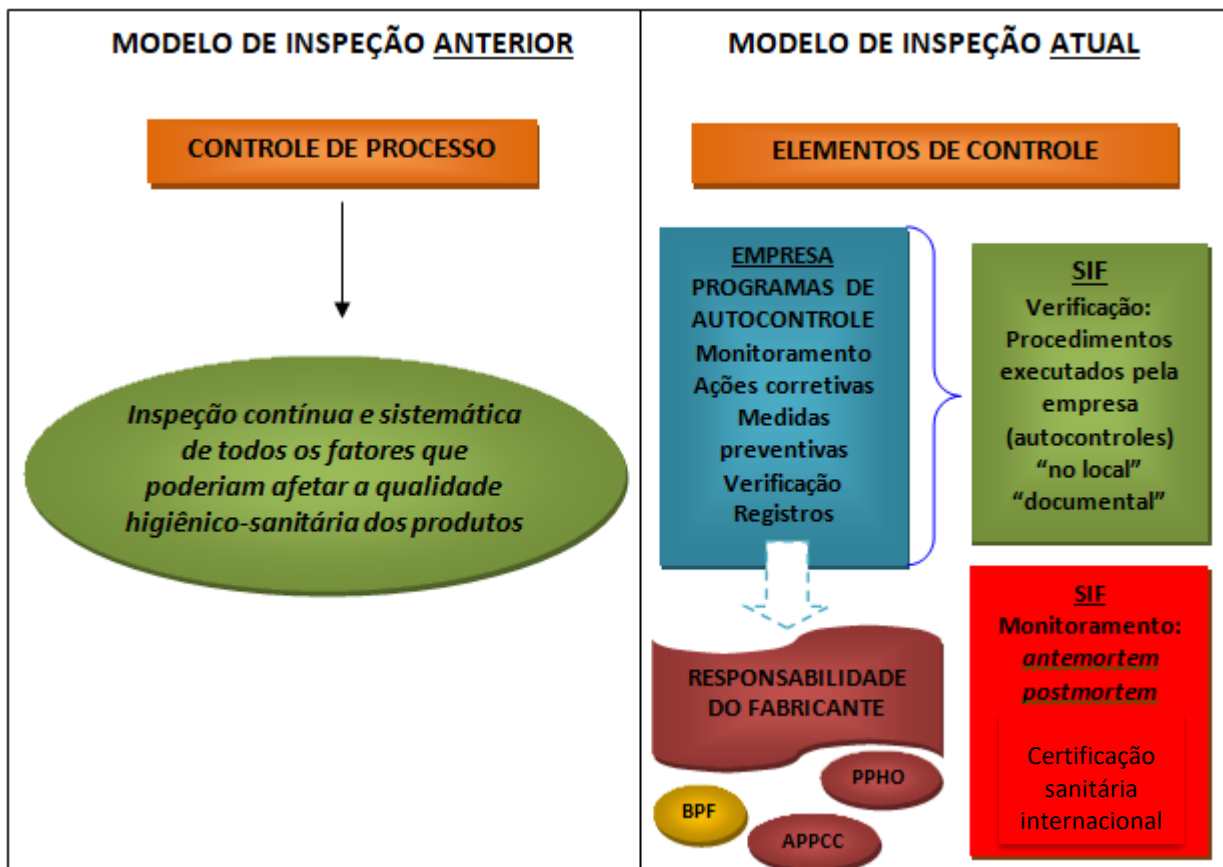 MODELO DE INSPEÇÃO ANTERIOR
CONTROLE DE PROCESSO
Inspeção contínua e sistemática
de todos os fatores que
poderiam afetar a qualidade
higiênico-sanitária dos produtos
MODELO DE INSPEÇÃO ATUAL
ELEMENTOS DE CONTROLE
EMPRESA
PROGRAMAS DE
AUTOCONTROLE
Monitoramento
Ações corretivas
Medidas
preventivas
Verificação
Registros
SIF
Verificação:
Procedimentos
executados pela
empresa
(autocontroles)
“no local”
“documental”
RESPONSABILIDADE
DO FABRICANTE
PPHO
BPF
APPCC
SIF
Monitoramento:
antemortem
postmortem
Certificação
sanitária
internacional